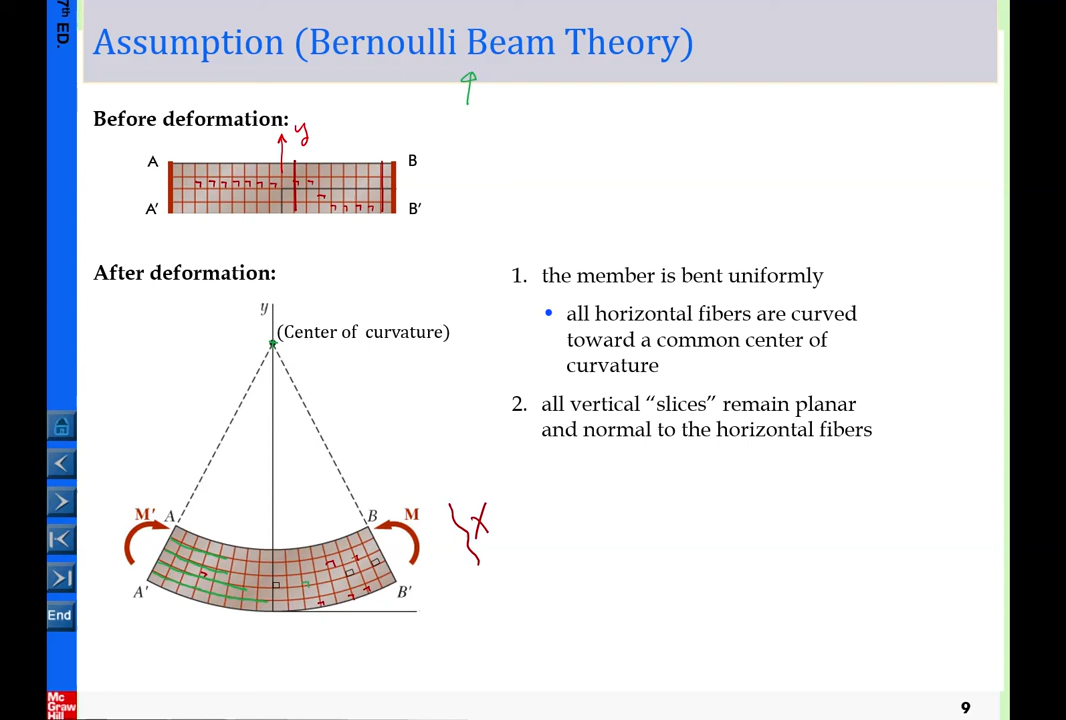 7th ED.
Assumption (Bernoulli Beam Theory)
Before deformation:
y
A
B
A'
B'
After deformation:
y
(Center of curvature)
1. the member is bent uniformly
• all horizontal fibers are curved
toward a common center of
curvature
2. all vertical “slices” remain planar
and normal to the horizontal fibers
M'
A
B
M
A'
B'
End
Mc
Graw
Hill
9